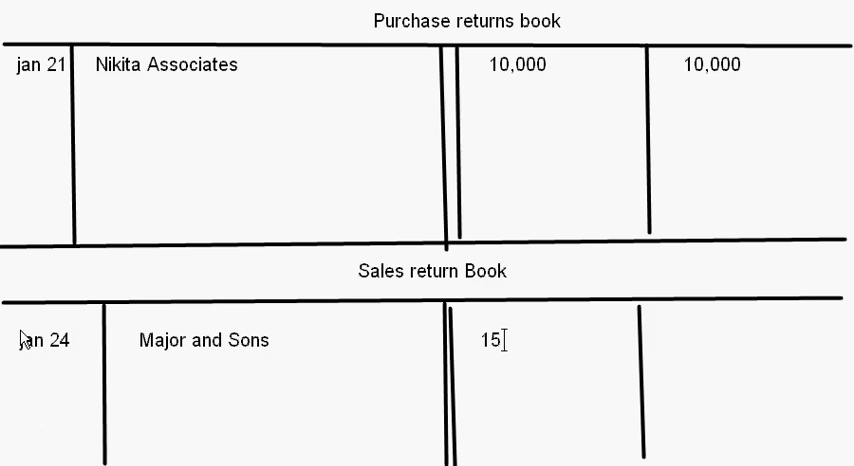 Purchase returns book
jan 21 Nikita Associates 10,000 10,000
Sales return Book
jan 24 Major and Sons 15